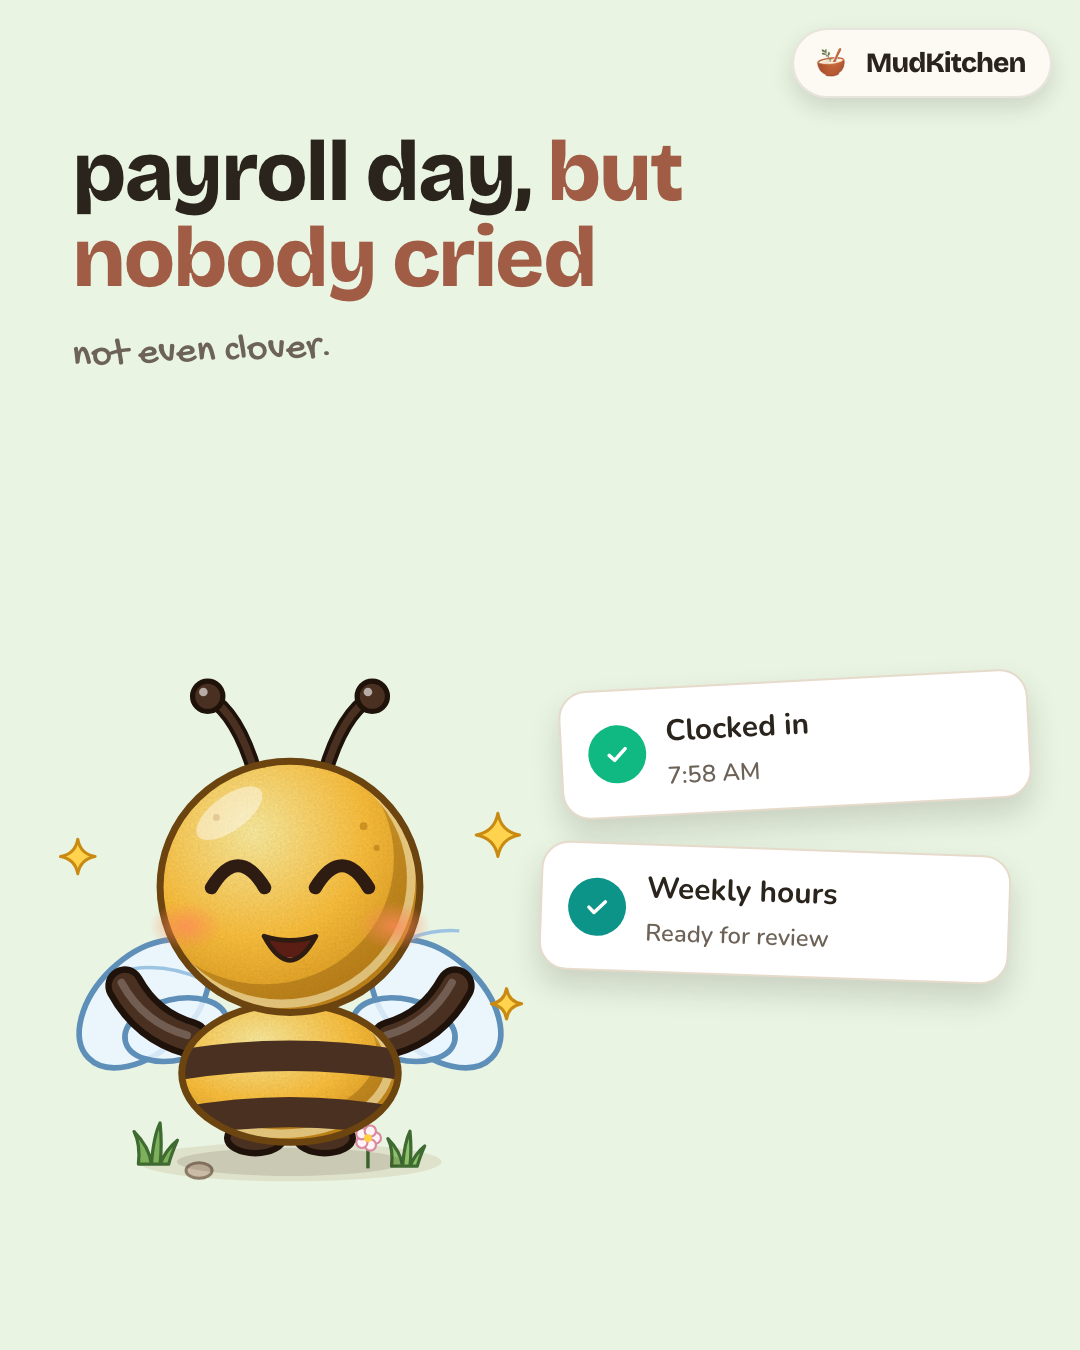 MudKitchen
payroll day, but
nobody cried
not even clover.
Clocked in
7:58 AM
Weekly hours
Ready for review